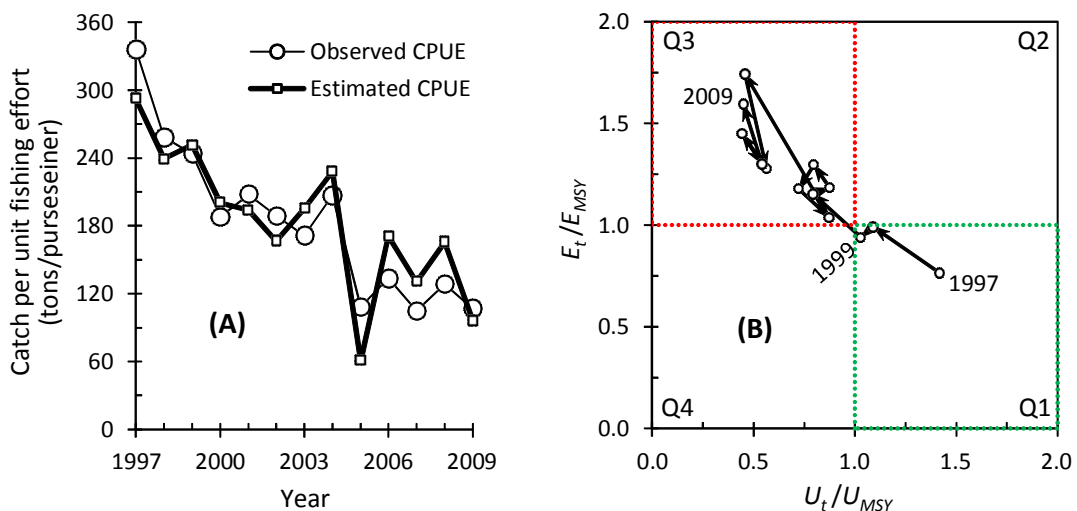 Catch per unit fishing effort
(tons/purseseiner)
360
300
240
180
120
60
0
Observed CPUE
Estimated CPUE
(A)
1997
2000
2003
2006
2009
Year
E_t/E_MSY
2.0
1.5
1.0
0.5
0.0
Q3
Q2
2009
1999
1997
(B)
Q4
Q1
0.0
0.5
1.0
1.5
2.0
U_t/U_MSY